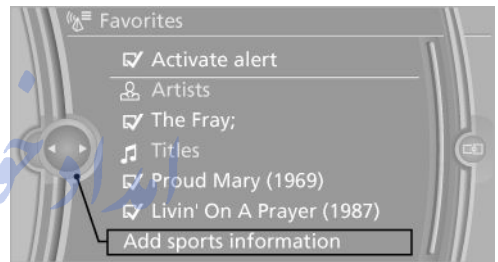 Favorites
Activate alert
Artists
The Fray;
Titles
Proud Mary (1969)
Livin' On A Prayer (1987)
Add sports information